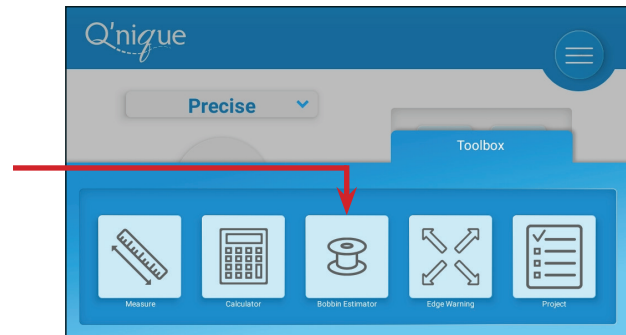 Q'nique
Precise
Toolbox
Measure
Calculator
Bobbin Estimator
Edge Warning
Project